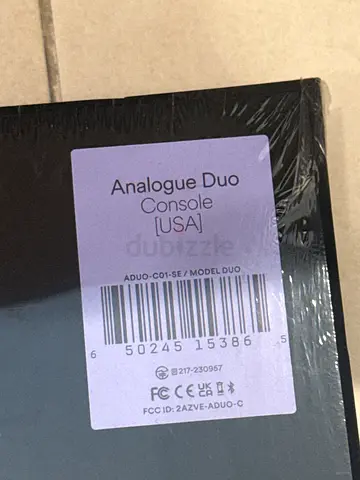 Analogue Duo
Console
[USA]
dubizzle
ADUO-C01-SE / MODEL DUO
6 50245 15386 5
217-230967
FC CE UK CA
FCC ID: 2AZVE-ADUO-C